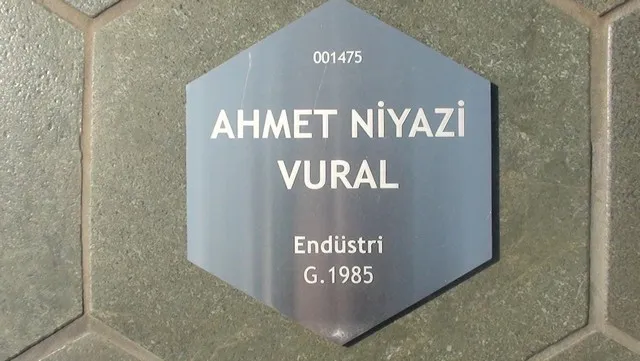 001475
AHMET NİYAZİ
VURAL
Endüstri
G.1985